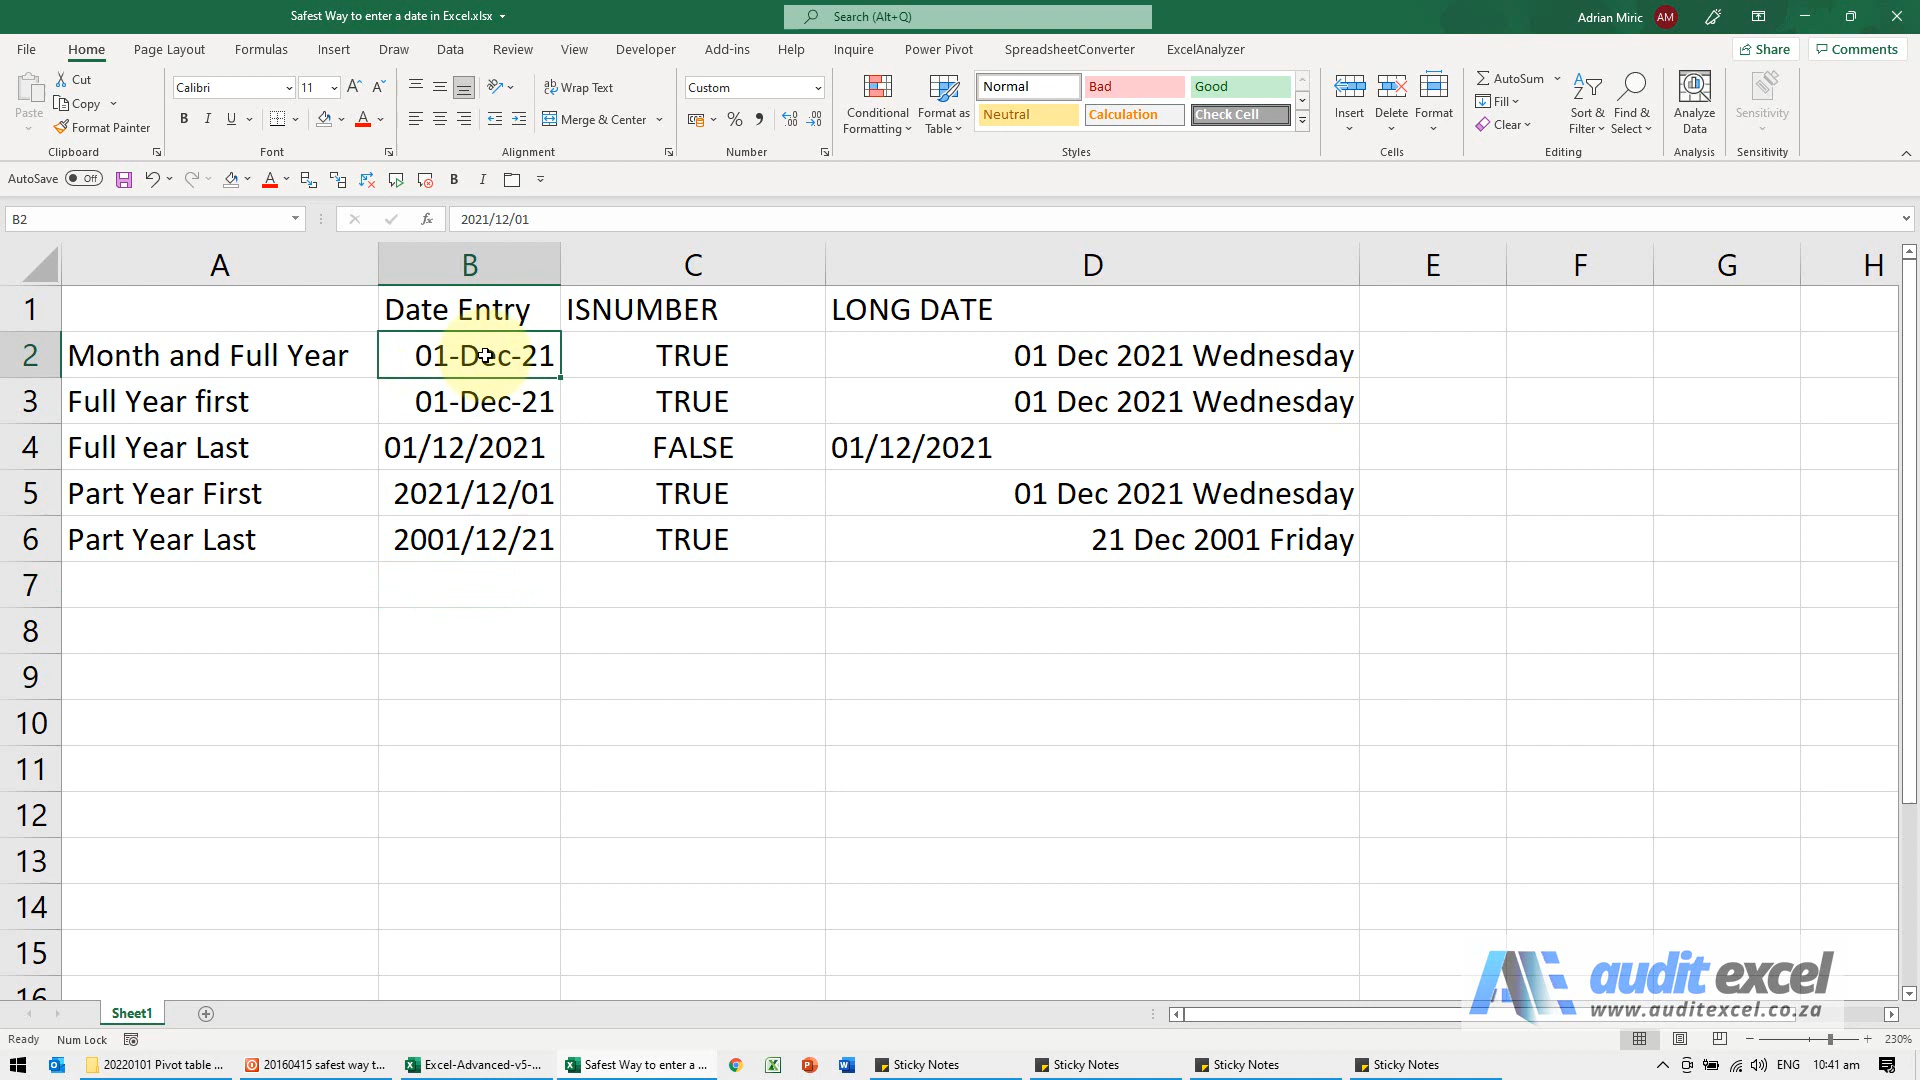 Safest Way to enter a date in Excel.xlsx
Search (Alt+Q)
Adrian Miric AM
File Home Page Layout Formulas Insert Draw Data Review View Developer Add-ins Help Inquire Power Pivot SpreadsheetConverter ExcelAnalyzer Share Comments
Paste Cut Copy Format Painter Clipboard
Calibri 11 B I U A Font
ab Wrap Text Merge & Center Alignment
Custom % Number
Conditional Formatting Format as Table
Normal Bad Good
Neutral Calculation Check Cell
Styles
Insert Delete Format Cells
AutoSum Fill Clear Sort & Filter Find & Select Editing
Analyze Data Analysis
Sensitivity Sensitivity
AutoSave Off A B I
B2 fx 2021/12/01
A B C D E F G H
1 Date Entry ISNUMBER LONG DATE
2 Month and Full Year 01-Dec-21 TRUE 01 Dec 2021 Wednesday
3 Full Year first 01-Dec-21 TRUE 01 Dec 2021 Wednesday
4 Full Year Last 01/12/2021 FALSE 01/12/2021
5 Part Year First 2021/12/01 TRUE 01 Dec 2021 Wednesday
6 Part Year Last 2001/12/21 TRUE 21 Dec 2001 Friday
7
8
9
10
11
12
13
14
15
16
audit excel
www.auditexcel.co.za
Sheet1
Ready Num Lock 230%
20220101 Pivot table ... 20160415 safest way t... Excel-Advanced-v5-... Safest Way to enter a ... Sticky Notes Sticky Notes Sticky Notes Sticky Notes ENG 10:41 am